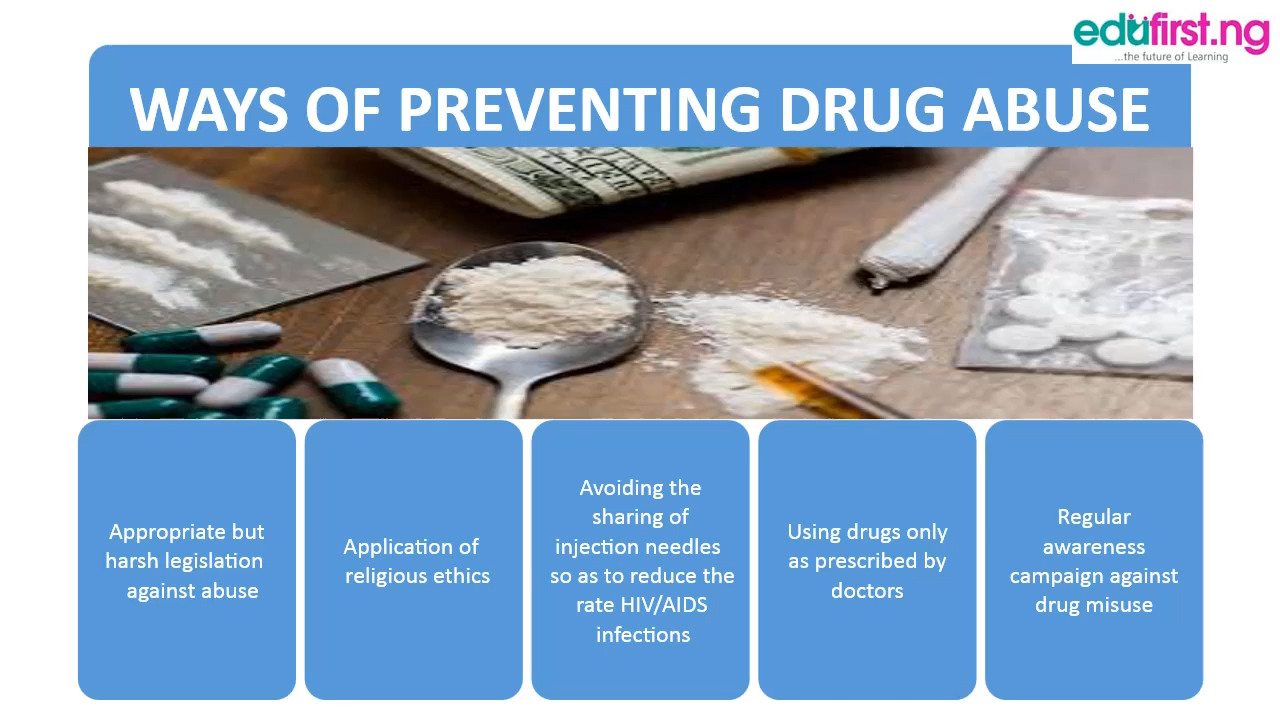 edufirst.ng
...the future of Learning
WAYS OF PREVENTING DRUG ABUSE
Appropriate but
harsh legislation
against abuse
Application of
religious ethics
Avoiding the
sharing of
injection needles
so as to reduce the
rate HIV/AIDS
infections
Using drugs only
as prescribed by
doctors
Regular
awareness
campaign against
drug misuse